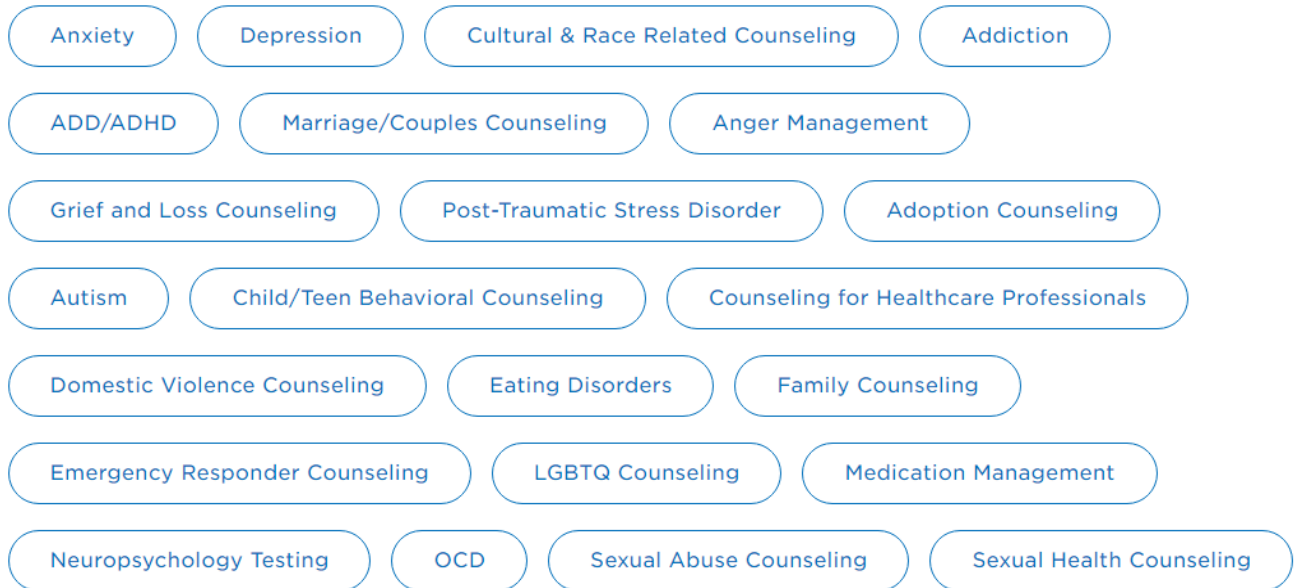 Anxiety Depression Cultural & Race Related Counseling Addiction
ADD/ADHD Marriage/Couples Counseling Anger Management
Grief and Loss Counseling Post-Traumatic Stress Disorder Adoption Counseling
Autism Child/Teen Behavioral Counseling Counseling for Healthcare Professionals
Domestic Violence Counseling Eating Disorders Family Counseling
Emergency Responder Counseling LGBTQ Counseling Medication Management
Neuropsychology Testing OCD Sexual Abuse Counseling Sexual Health Counseling